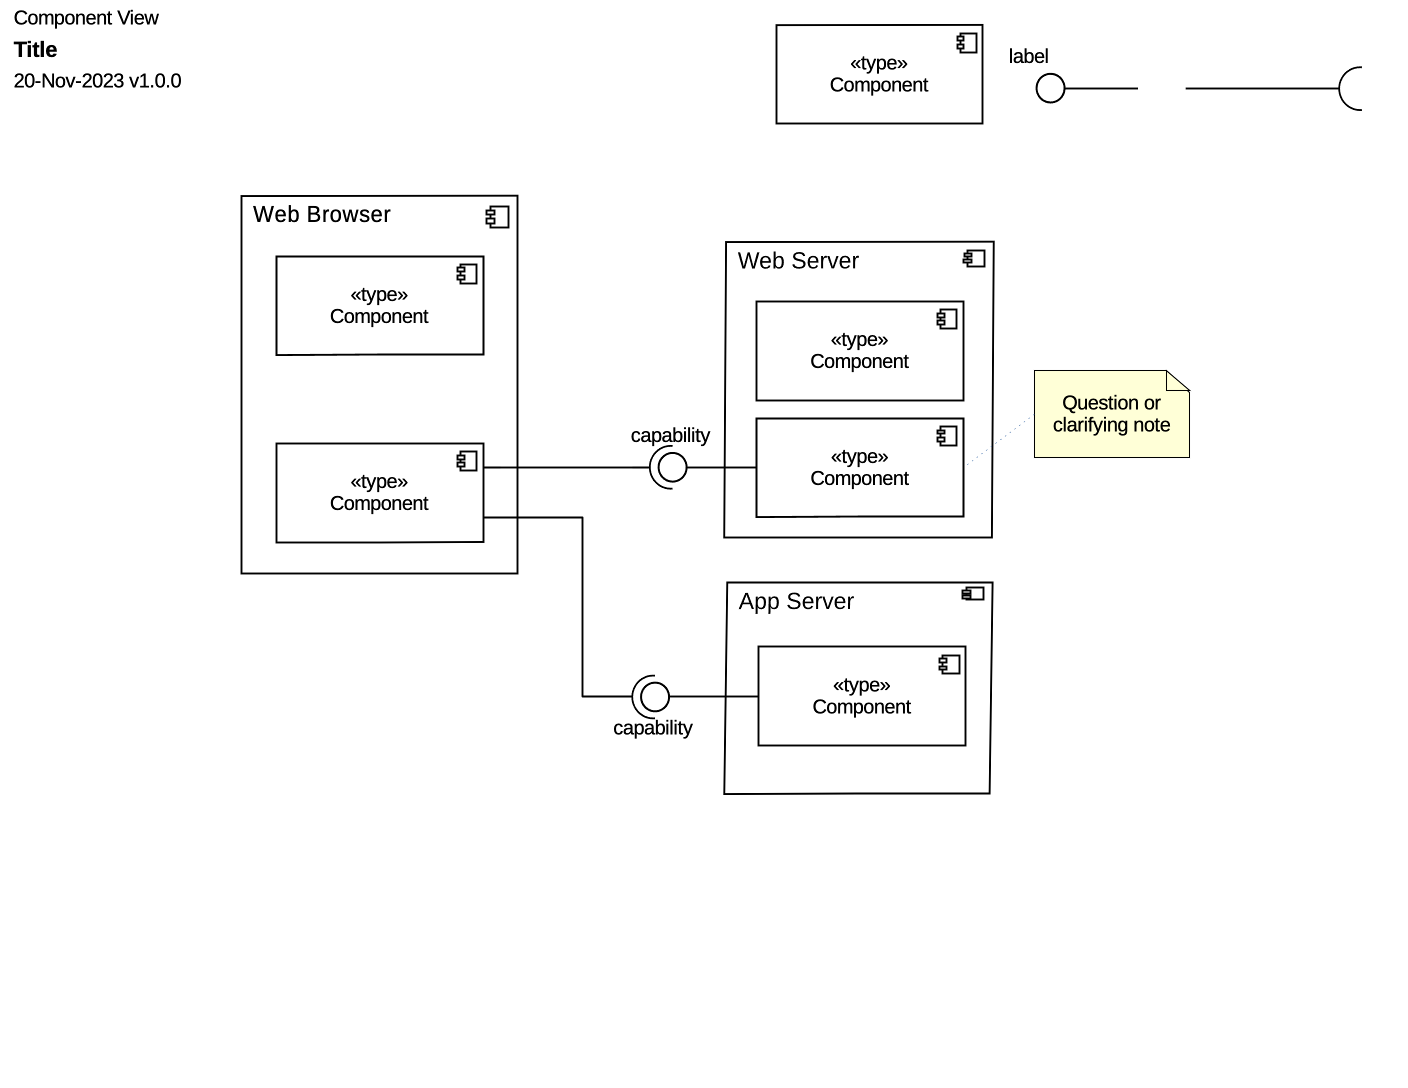 Component View
Title
20-Nov-2023 v1.0.0
«type»
Component
label
Web Browser
«type»
Component
«type»
Component
capability
Web Server
«type»
Component
«type»
Component
Question or
clarifying note
App Server
«type»
Component
capability